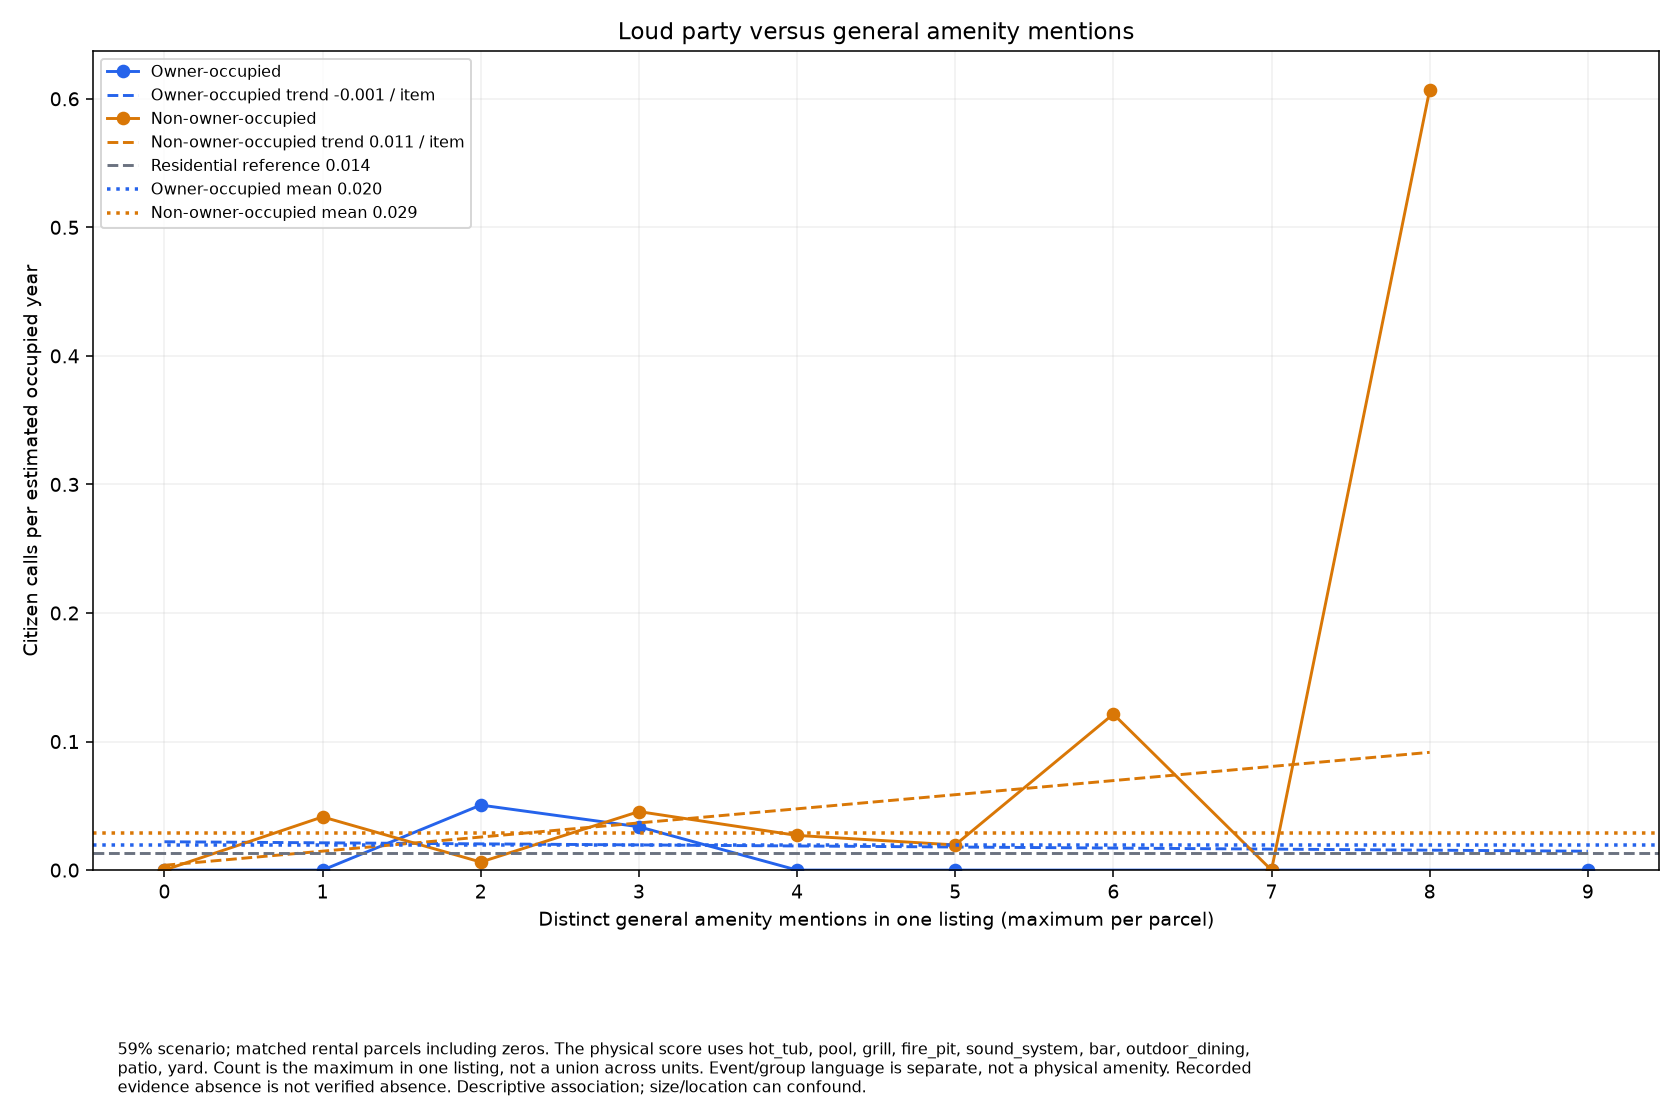 Loud party versus general amenity mentions
Owner-occupied
Owner-occupied trend -0.001 / item
Non-owner-occupied
Non-owner-occupied trend 0.011 / item
Residential reference 0.014
Owner-occupied mean 0.020
Non-owner-occupied mean 0.029
Citizen calls per estimated occupied year
0.6
0.5
0.4
0.3
0.2
0.1
0.0
0 1 2 3 4 5 6 7 8 9
Distinct general amenity mentions in one listing (maximum per parcel)
59% scenario; matched rental parcels including zeros. The physical score uses hot_tub, pool, grill, fire_pit, sound_system, bar, outdoor_dining,
patio, yard. Count is the maximum in one listing, not a union across units. Event/group language is separate, not a physical amenity. Recorded
evidence absence is not verified absence. Descriptive association; size/location can confound.